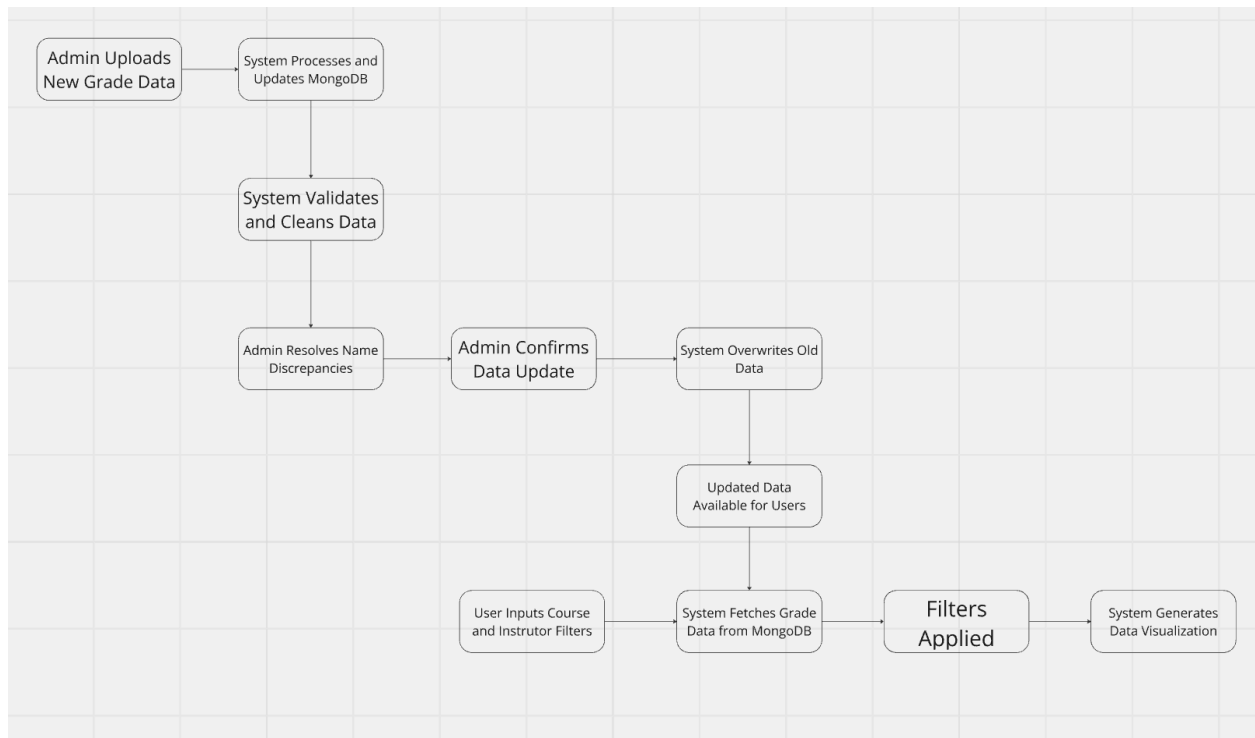 Admin Uploads
New Grade Data
System Processes and
Updates MongoDB
System Validates
and Cleans Data
Admin Resolves Name
Discrepancies
Admin Confirms
Data Update
System Overwrites Old
Data
Updated Data
Available for Users
User Inputs Course
and Instrutor Filters
System Fetches Grade
Data from MongoDB
Filters
Applied
System Generates
Data Visualization